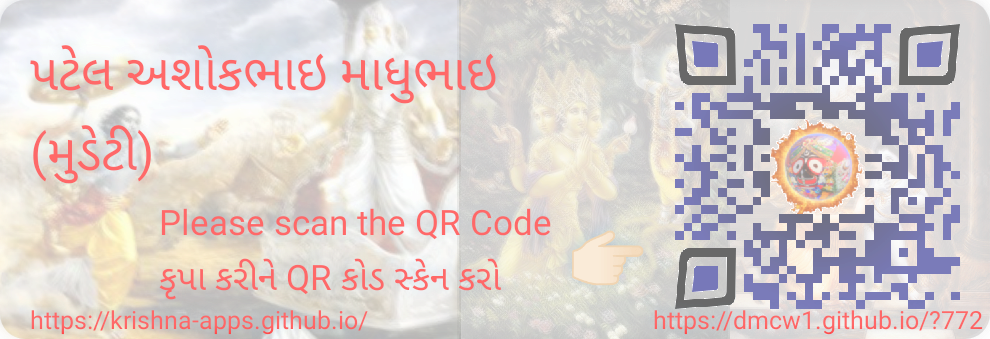 પટેલ અશોકભાઇ માધુભાઇ
(મુડેટી)
Please scan the QR Code
કૃપા કરીને QR કોડ સ્કેન કરો
https://krishna-apps.github.io/
https://dmcw1.github.io/?772